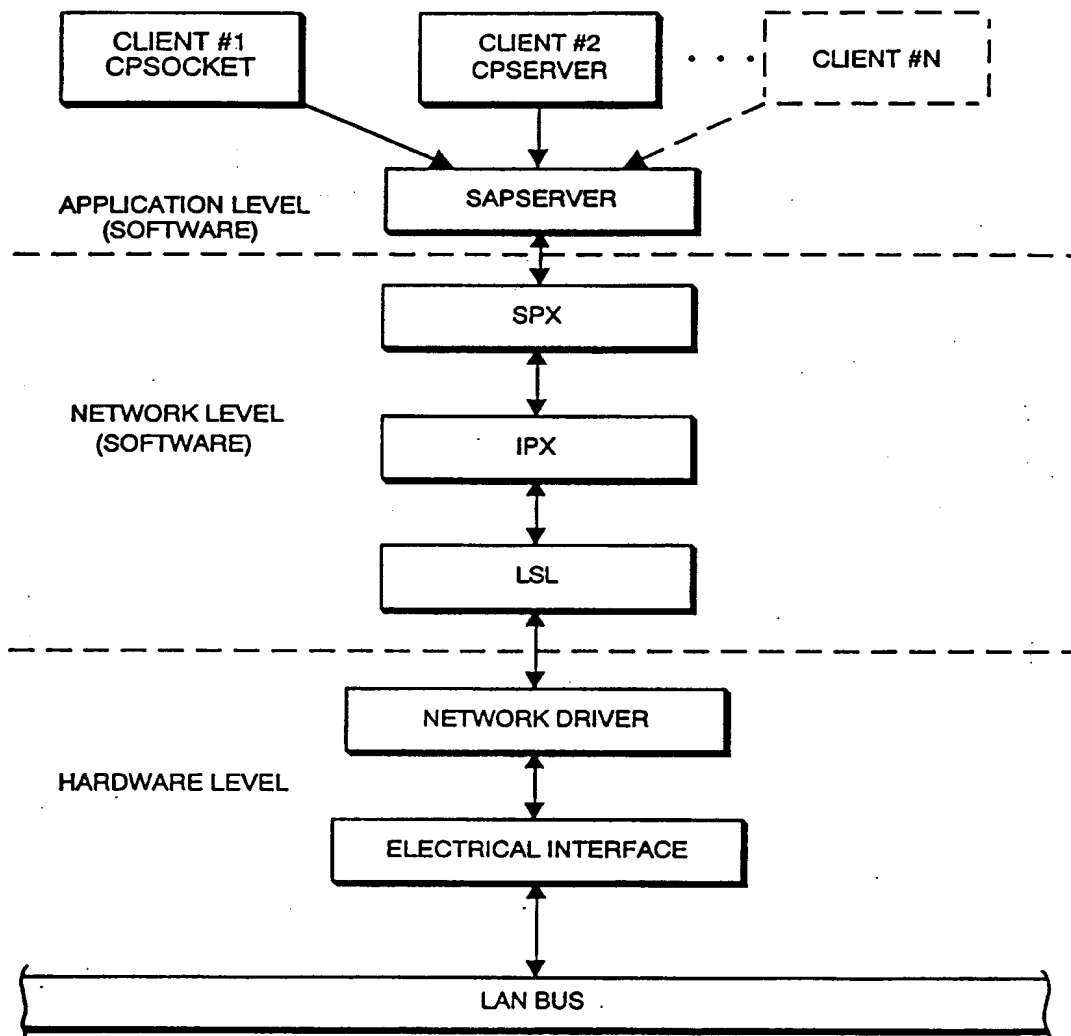 CLIENT #1
CPSOCKET
CLIENT #2
CPSERVER
CLIENT #N
SAPSERVER
APPLICATION LEVEL
(SOFTWARE)
SPX
NETWORK LEVEL
(SOFTWARE)
IPX
LSL
NETWORK DRIVER
HARDWARE LEVEL
ELECTRICAL INTERFACE
LAN BUS